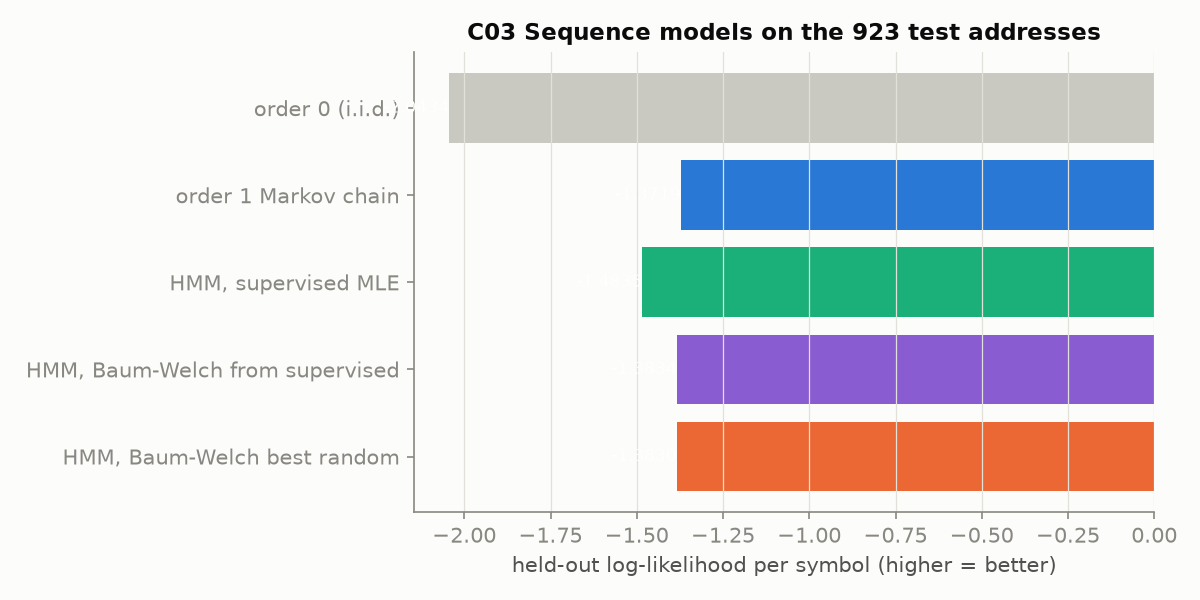 C03 Sequence models on the 923 test addresses
order 0 (i.i.d.)
order 1 Markov chain
HMM, supervised MLE
HMM, Baum-Welch from supervised
HMM, Baum-Welch best random
−2.00 −1.75 −1.50 −1.25 −1.00 −0.75 −0.50 −0.25 0.00
held-out log-likelihood per symbol (higher = better)